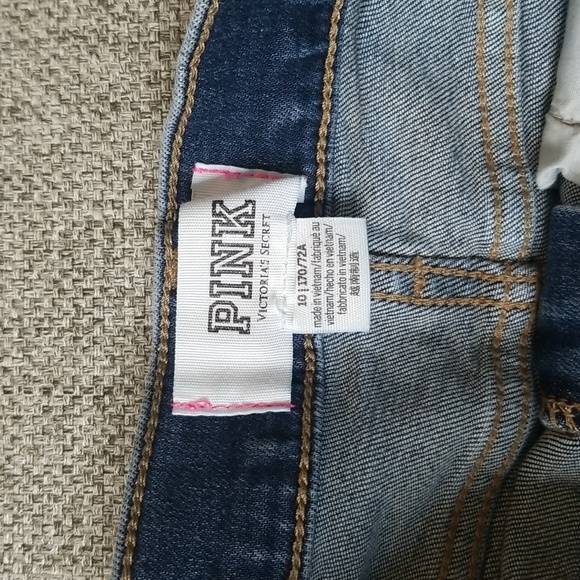 PINK
VICTORIA'S SECRET
10 | 170/72A
made in vietnam/fabriqué au
vietnam/hecho en vietnam/
fabbricato in vietnam/
越南制造